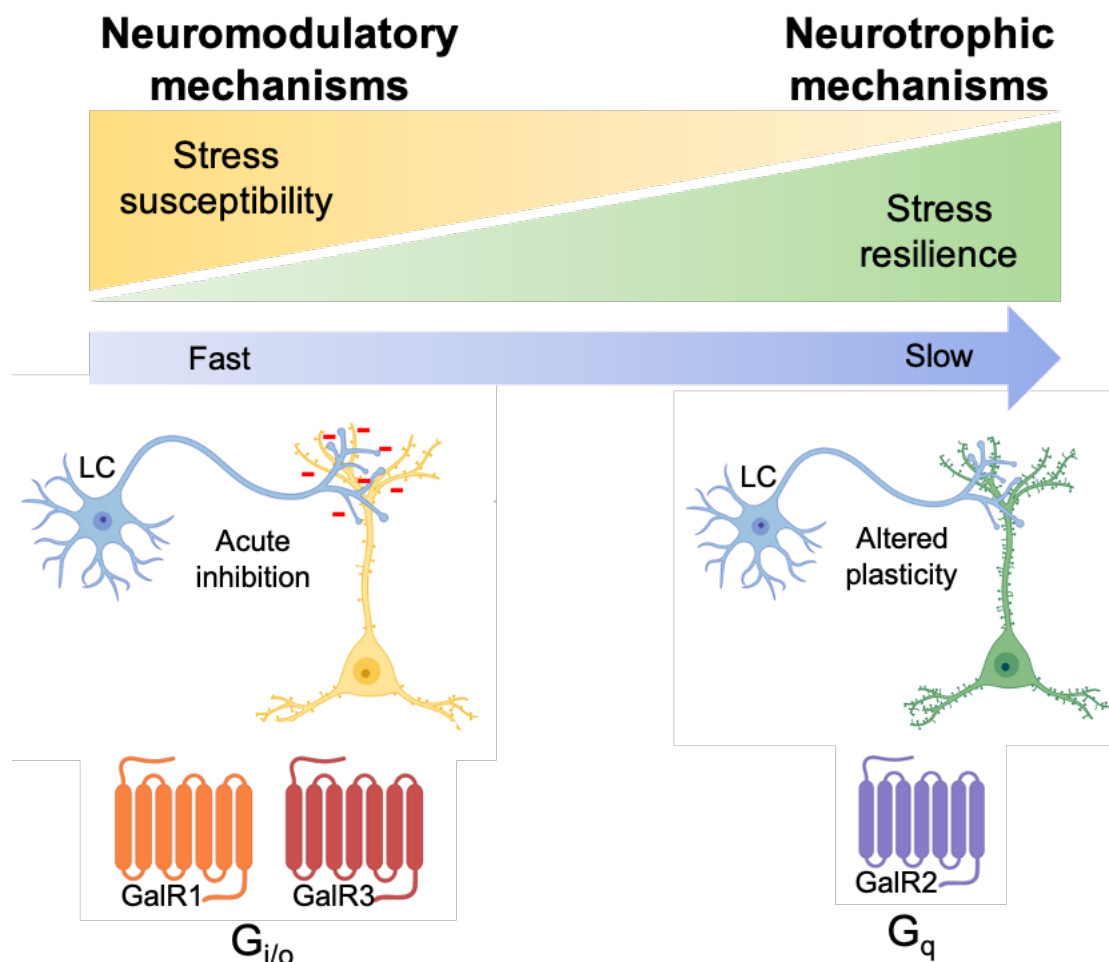 Neuromodulatory
mechanisms
Neurotrophic
mechanisms
Stress
susceptibility
Stress
resilience
Fast
Slow
LC
Acute
inhibition
LC
Altered
plasticity
GalR1
GalR3
GalR2
Gi/o
Gq